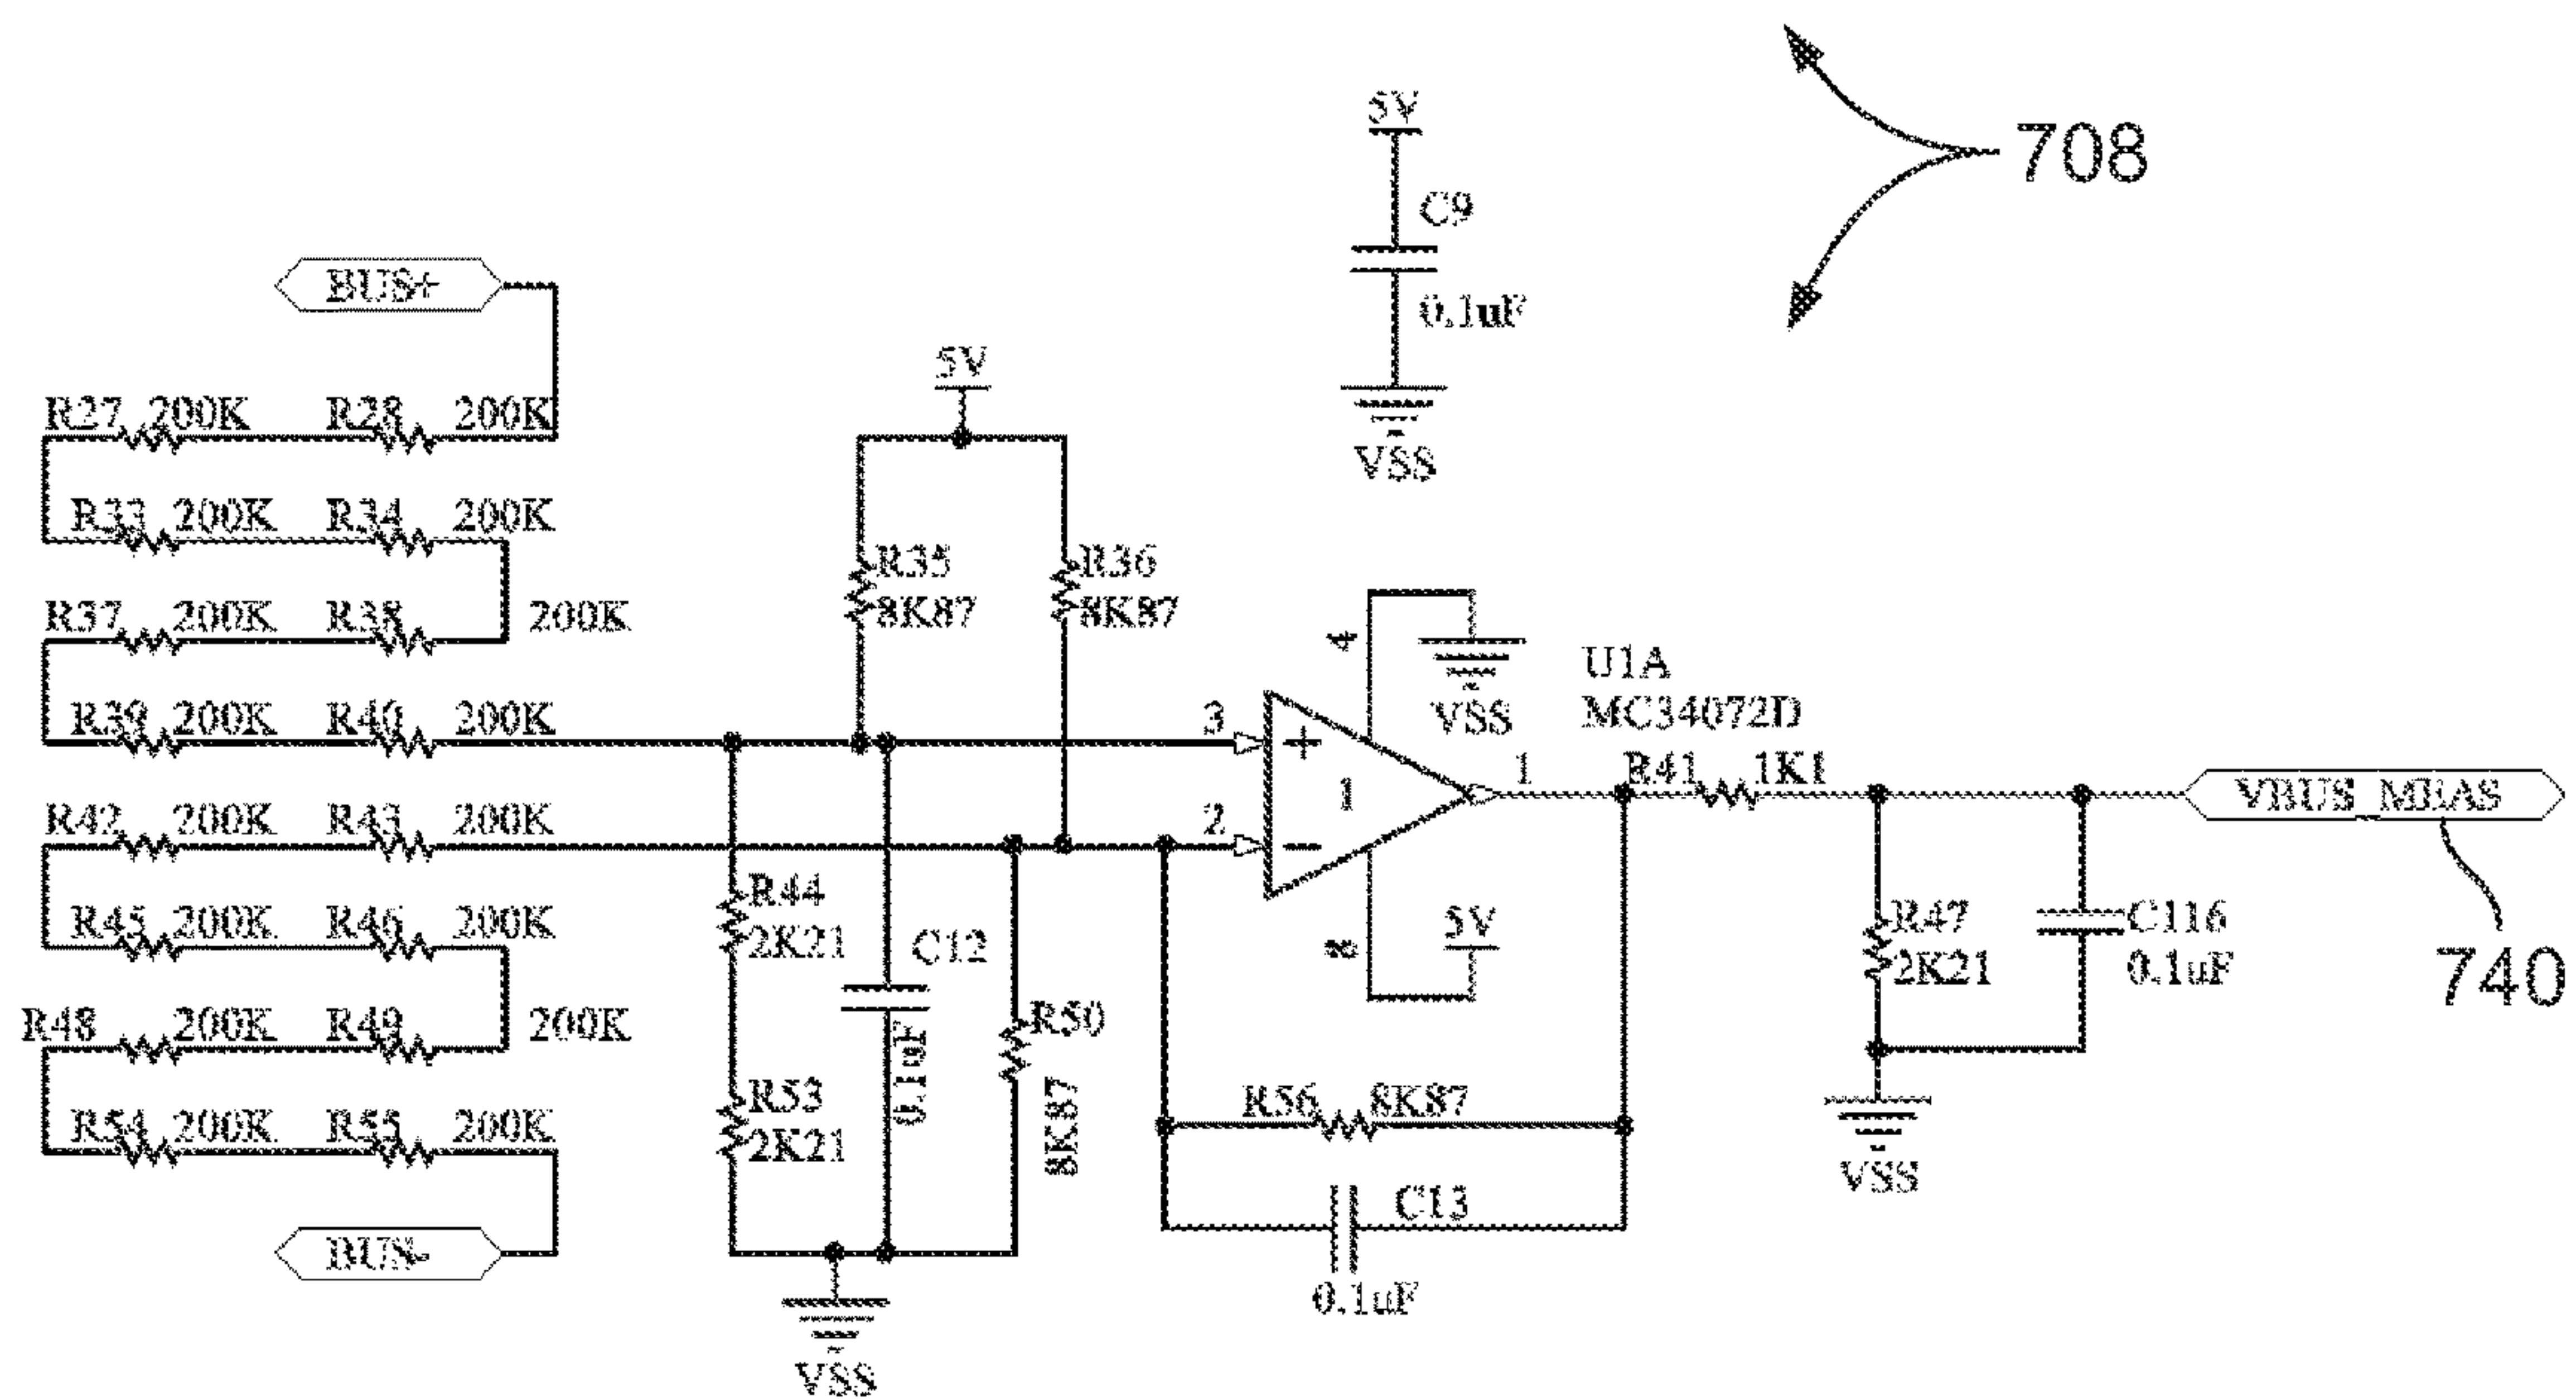 708
5V
C9
0.1uF
VSS
BUS+
5V
R27 200K R28 200K
R33 200K R34 200K
R35
8K87
R36
8K87
R37 200K R38 200K
4
VSS
U1A
MC34072D
R39 200K R40 200K
3
+
1
1
R41 1K1
VBUS_MEAS
R42 200K R43 200K
2
−
R44
2K21
8
5V
R47
2K21
C116
0.1uF
740
R45 200K R46 200K
C12
0.1uF
R48 200K R49 200K
R50
8K87
R53
2K21
R56 8K87
R54 200K R55 200K
VSS
C13
0.1uF
BUS-
VSS